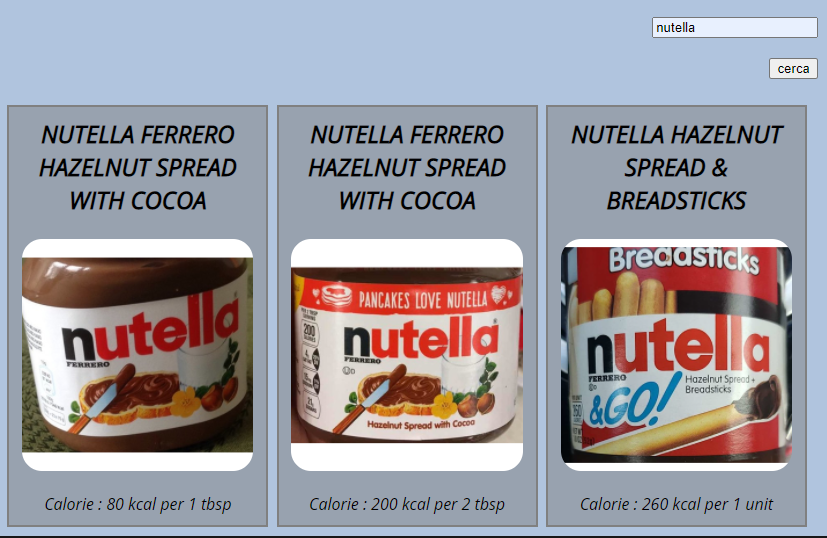 nutella
cerca
NUTELLA FERRERO
HAZELNUT SPREAD
WITH COCOA
nutella
FERRERO
Calorie : 80 kcal per 1 tbsp
NUTELLA FERRERO
HAZELNUT SPREAD
WITH COCOA
PANCAKES LOVE NUTELLA
200
nutella
FERRERO
Hazelnut Spread with Cocoa
Calorie : 200 kcal per 2 tbsp
NUTELLA HAZELNUT
SPREAD &
BREADSTICKS
Breadsticks
nutella
FERRERO
Hazelnut Spread +
Breadsticks
&GO!
260
Calorie : 260 kcal per 1 unit